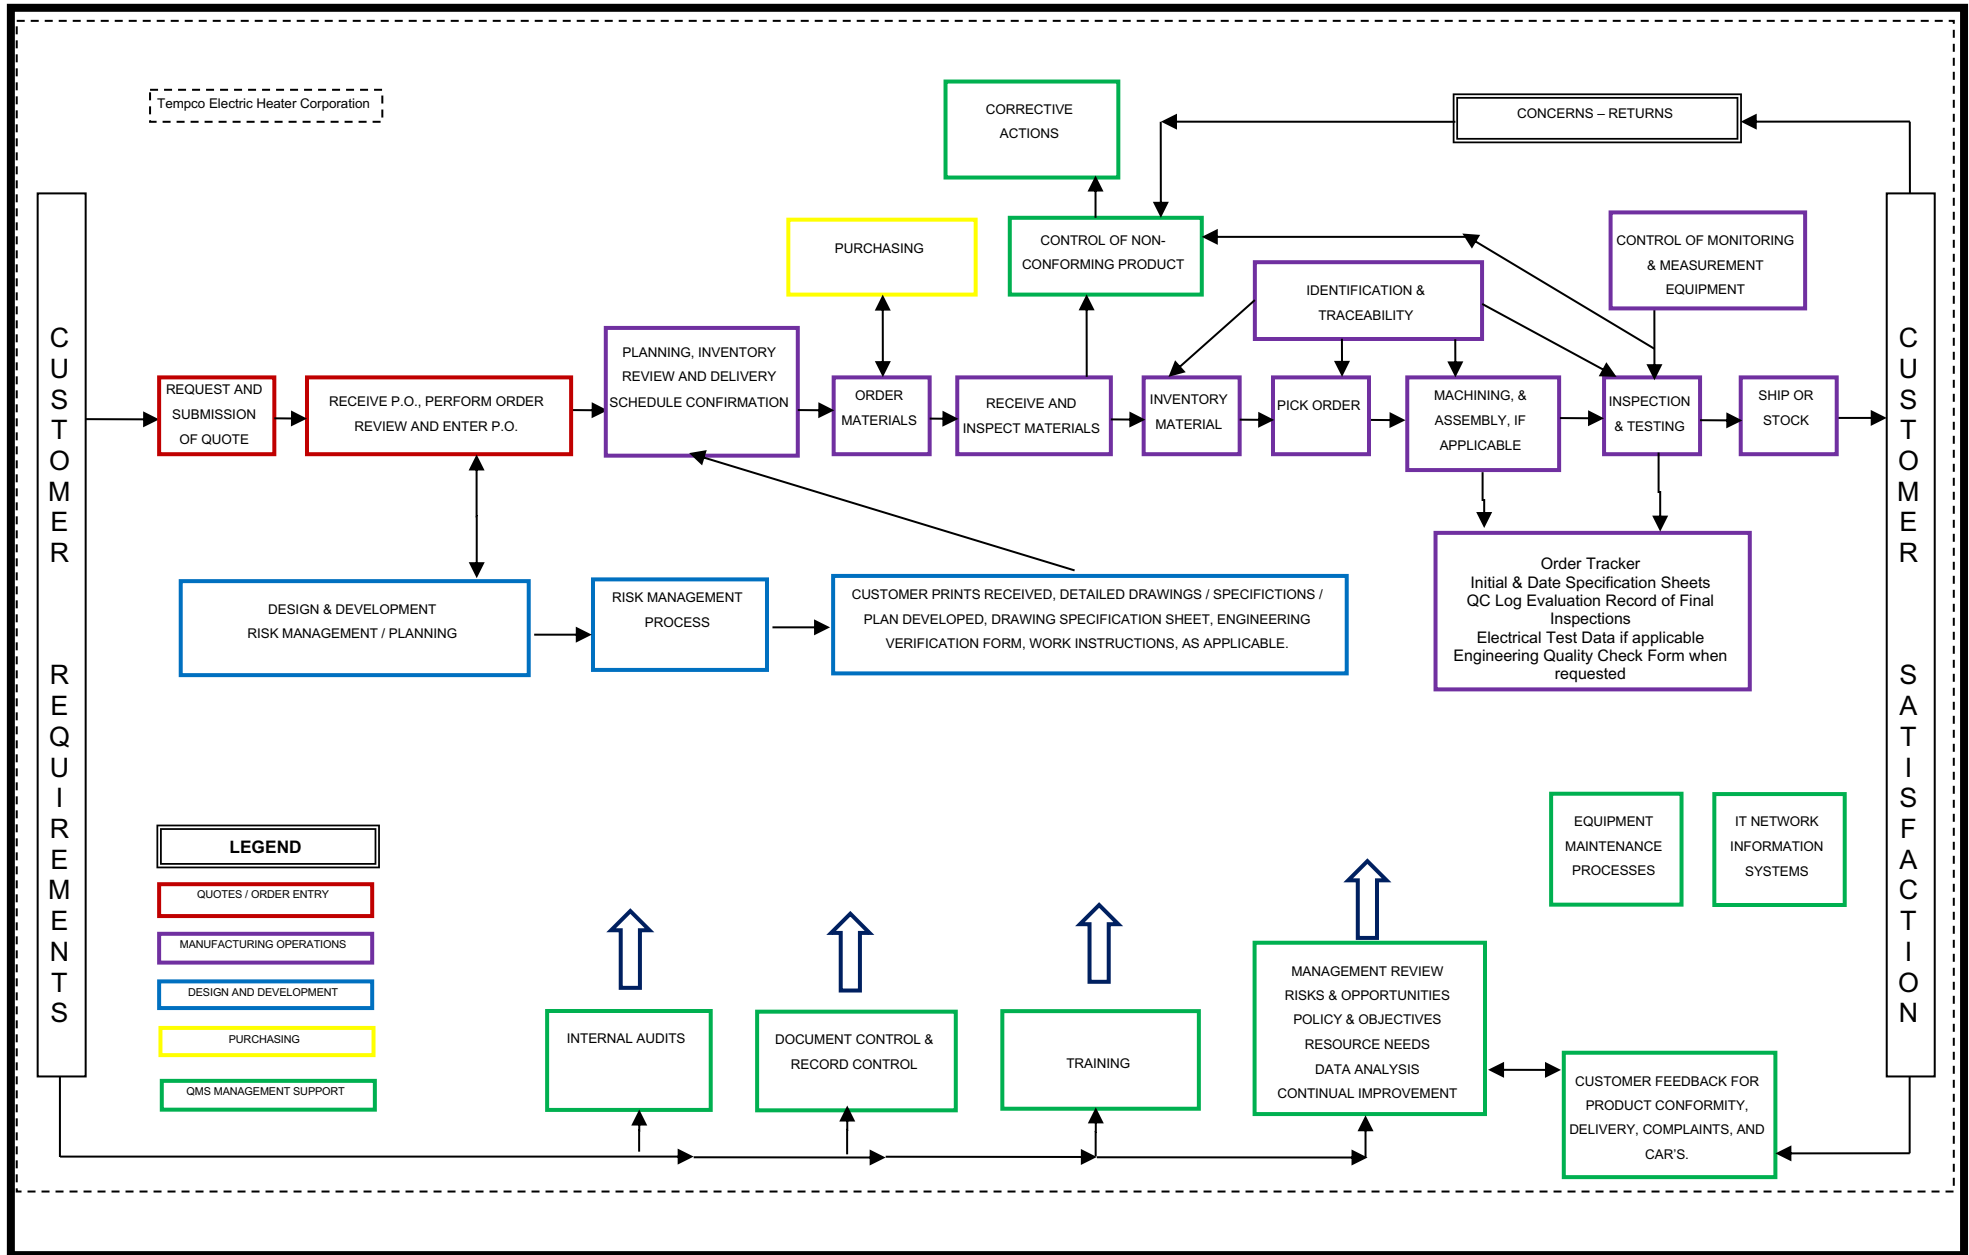 Tempco Electric Heater Corporation
CORRECTIVE
ACTIONS
CONCERNS – RETURNS
CUSTOMER REQUIREMENTS
PURCHASING
CONTROL OF NON-
CONFORMING PRODUCT
IDENTIFICATION &
TRACEABILITY
CONTROL OF MONITORING
& MEASUREMENT
EQUIPMENT
CUSTOMER SATISFACTION
REQUEST AND
SUBMISSION
OF QUOTE
RECEIVE P.O., PERFORM ORDER
REVIEW AND ENTER P.O.
PLANNING, INVENTORY
REVIEW AND DELIVERY
SCHEDULE CONFIRMATION
ORDER
MATERIALS
RECEIVE AND
INSPECT MATERIALS
INVENTORY
MATERIAL
PICK ORDER
MACHINING, &
ASSEMBLY, IF
APPLICABLE
INSPECTION
& TESTING
SHIP OR
STOCK
DESIGN & DEVELOPMENT
RISK MANAGEMENT / PLANNING
RISK MANAGEMENT
PROCESS
CUSTOMER PRINTS RECEIVED, DETAILED DRAWINGS / SPECIFICTIONS /
PLAN DEVELOPED, DRAWING SPECIFICATION SHEET, ENGINEERING
VERIFICATION FORM, WORK INSTRUCTIONS, AS APPLICABLE.
Order Tracker
Initial & Date Specification Sheets
QC Log Evaluation Record of Final
Inspections
Electrical Test Data if applicable
Engineering Quality Check Form when
requested
LEGEND
QUOTES / ORDER ENTRY
MANUFACTURING OPERATIONS
DESIGN AND DEVELOPMENT
PURCHASING
QMS MANAGEMENT SUPPORT
EQUIPMENT
MAINTENANCE
PROCESSES
IT NETWORK
INFORMATION
SYSTEMS
INTERNAL AUDITS
DOCUMENT CONTROL &
RECORD CONTROL
TRAINING
MANAGEMENT REVIEW
RISKS & OPPORTUNITIES
POLICY & OBJECTIVES
RESOURCE NEEDS
DATA ANALYSIS
CONTINUAL IMPROVEMENT
CUSTOMER FEEDBACK FOR
PRODUCT CONFORMITY,
DELIVERY, COMPLAINTS, AND
CAR'S.